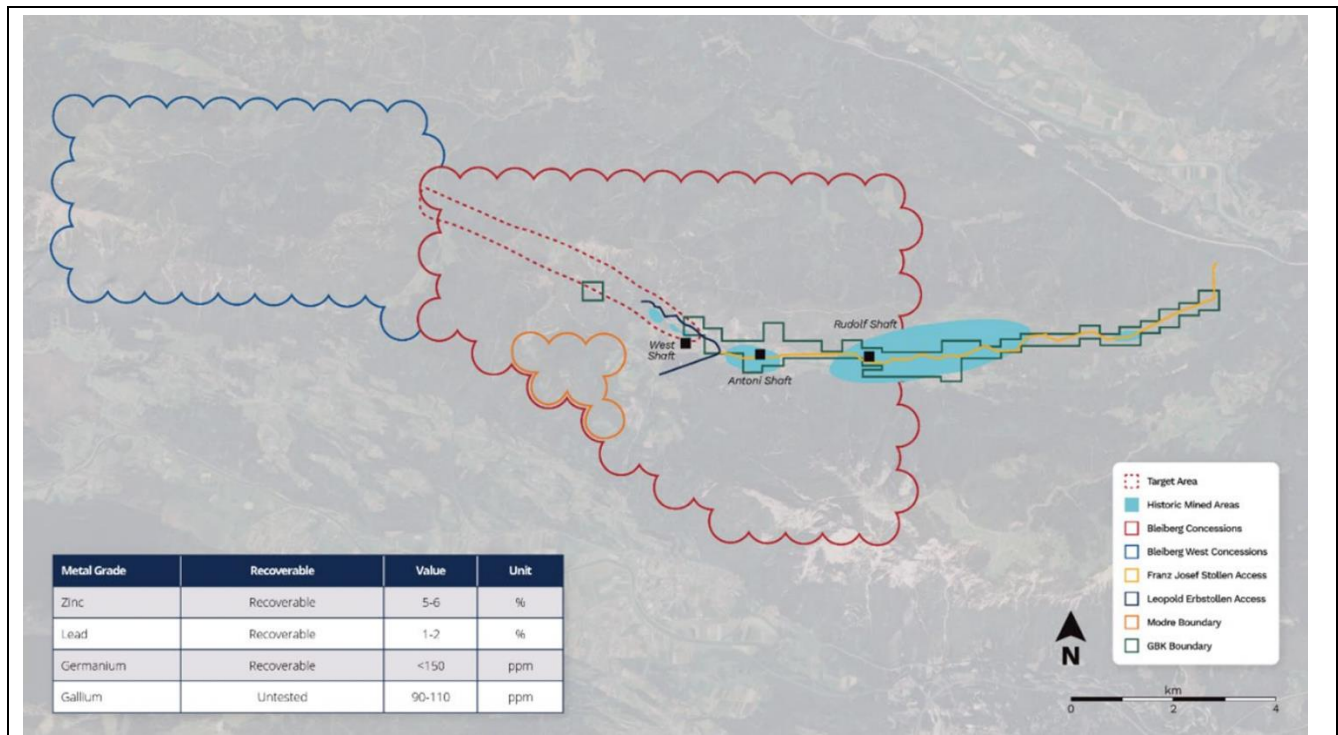 Rudolf Shaft
West
Shaft
Antoni Shaft
Target Area
Historic Mined Areas
Bleiberg Concessions
Bleiberg West Concessions
Franz Josef Stollen Access
Leopold Erbstollen Access
Modre Boundary
GBK Boundary
Metal Grade Recoverable Value Unit
Zinc Recoverable 5-6 %
Lead Recoverable 1-2 %
Germanium Recoverable <150 ppm
Gallium Untested 90-110 ppm
N
km
0 2 4